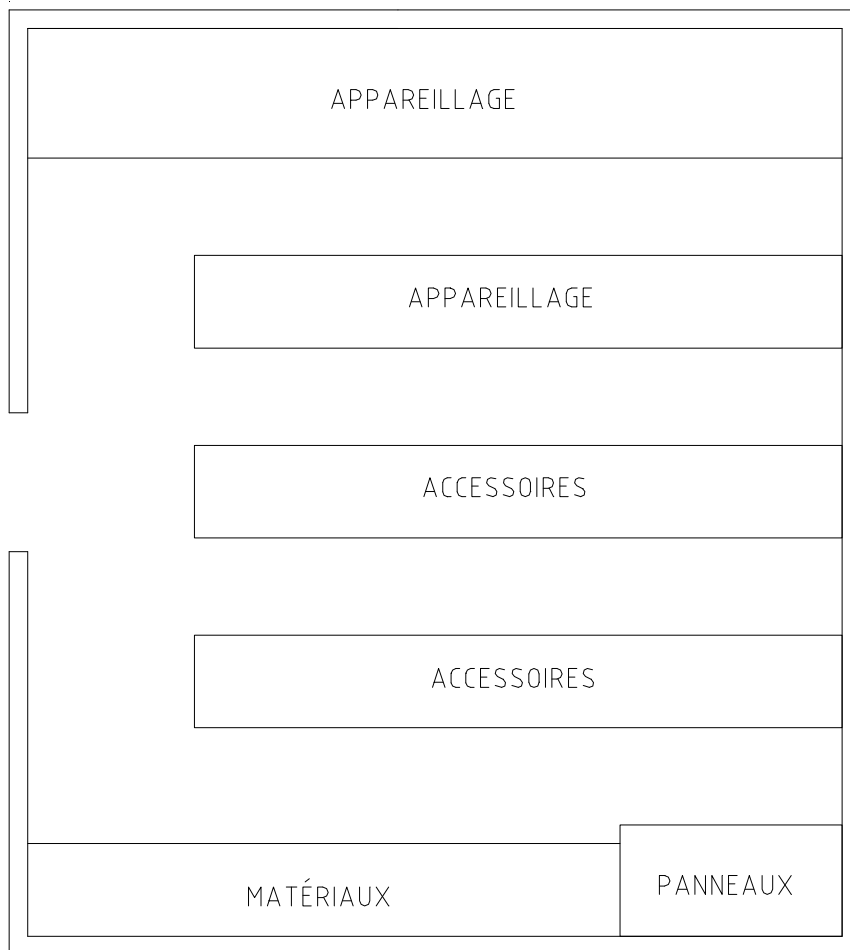 APPAREILLAGE
APPAREILLAGE
ACCESSOIRES
ACCESSOIRES
MATÉRIAUX
PANNEAUX